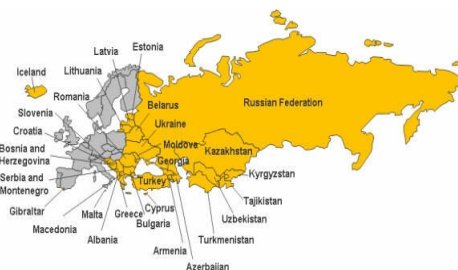 Estonia
Latvia
Iceland
Lithuania
Romania
Slovenia
Croatia
Bosnia and
Herzegovina
Serbia and
Montenegro
Gibraltar
Macedonia
Malta
Albania
Greece
Bulgaria
Cyprus
Armenia
Azerbaijan
Turkmenistan
Uzbekistan
Tajikistan
Kyrgyzstan
Kazakhstan
Russian Federation
Belarus
Ukraine
Moldova
Georgia
Turkey